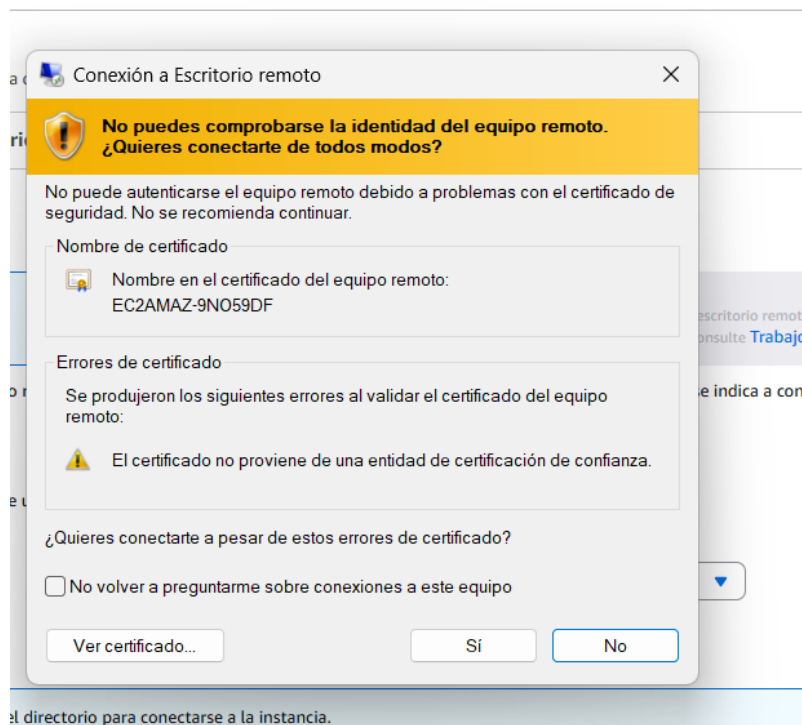 Conexión a Escritorio remoto
No puedes comprobarse la identidad del equipo remoto.
¿Quieres conectarte de todos modos?
No puede autenticarse el equipo remoto debido a problemas con el certificado de
seguridad. No se recomienda continuar.
Nombre de certificado
Nombre en el certificado del equipo remoto:
EC2AMAZ-9NO59DF
escritorio remot
onsulte Trabajo
Errores de certificado
Se produjeron los siguientes errores al validar el certificado del equipo
remoto:
se indica a con
El certificado no proviene de una entidad de certificación de confianza.
¿Quieres conectarte a pesar de estos errores de certificado?
No volver a preguntarme sobre conexiones a este equipo
Ver certificado...
Sí
No
el directorio para conectarse a la instancia.